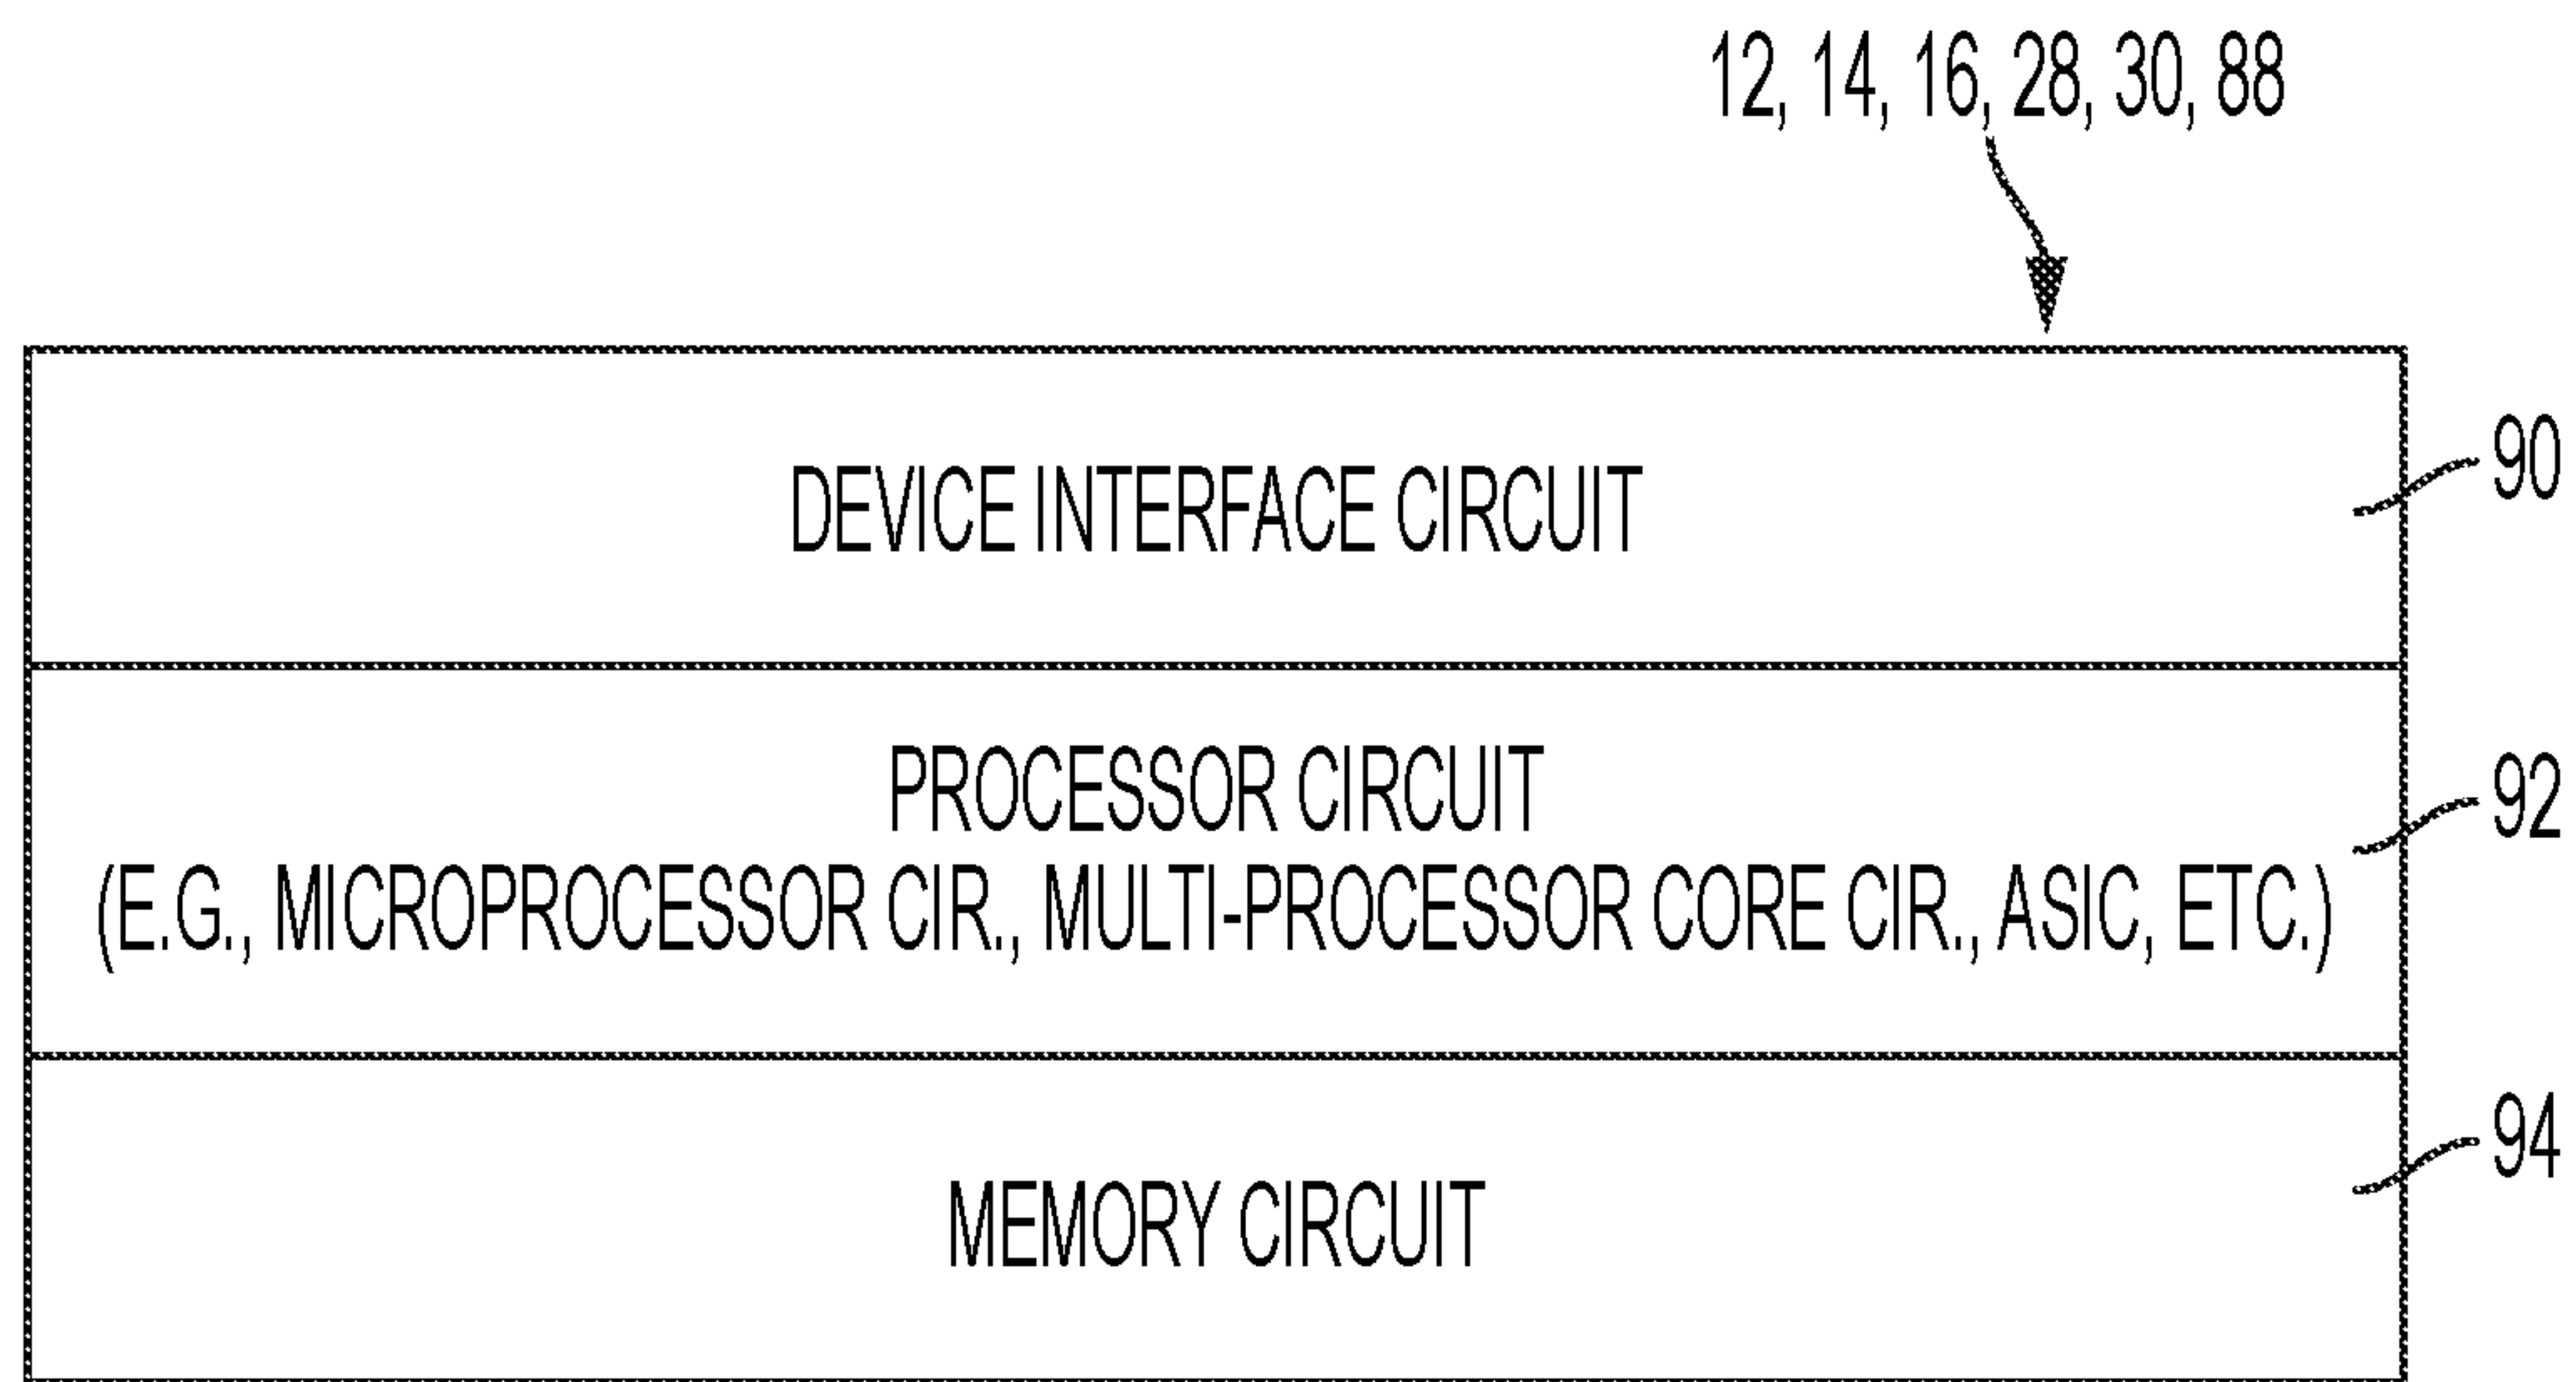 12, 14, 16, 28, 30, 88
DEVICE INTERFACE CIRCUIT
90
PROCESSOR CIRCUIT
(E.G., MICROPROCESSOR CIR., MULTI-PROCESSOR CORE CIR., ASIC, ETC.)
92
MEMORY CIRCUIT
94